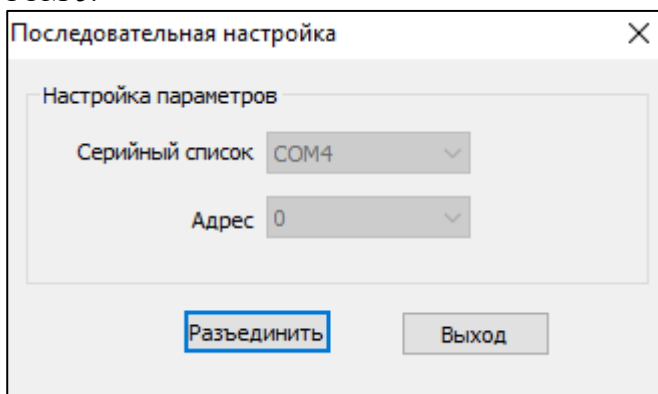 Последовательная настройка
Настройка параметров
Серийный список COM4
Адрес 0
Разъединить Выход